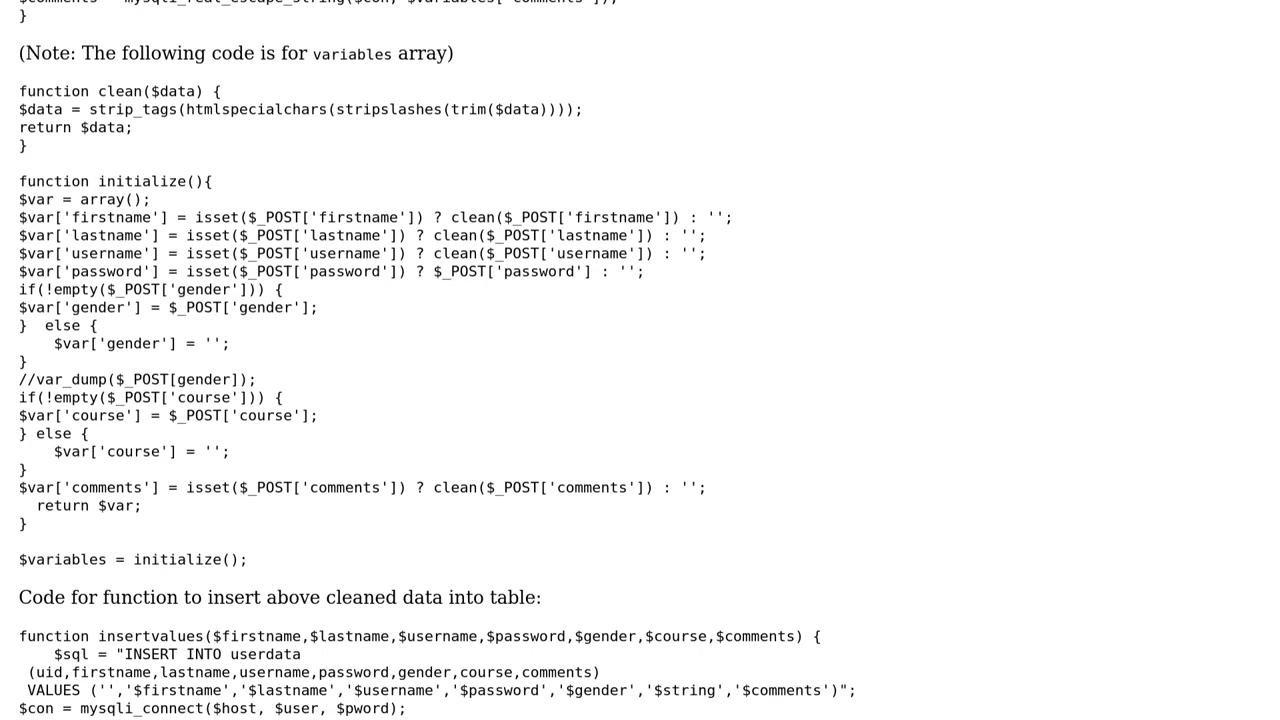 $comments = mysqli_real_escape_string($con, $variables['comments']);
}
(Note: The following code is for variables array)
function clean($data) {
$data = strip_tags(htmlspecialchars(stripslashes(trim($data))));
return $data;
}
function initialize(){
$var = array();
$var['firstname'] = isset($_POST['firstname']) ? clean($_POST['firstname']) : '';
$var['lastname'] = isset($_POST['lastname']) ? clean($_POST['lastname']) : '';
$var['username'] = isset($_POST['username']) ? clean($_POST['username']) : '';
$var['password'] = isset($_POST['password']) ? $_POST['password'] : '';
if(!empty($_POST['gender'])) {
$var['gender'] = $_POST['gender'];
}  else {
    $var['gender'] = '';
}
//var_dump($_POST[gender]);
if(!empty($_POST['course'])) {
$var['course'] = $_POST['course'];
} else {
    $var['course'] = '';
}
$var['comments'] = isset($_POST['comments']) ? clean($_POST['comments']) : '';
  return $var;
}
$variables = initialize();
Code for function to insert above cleaned data into table:
function insertvalues($firstname,$lastname,$username,$password,$gender,$course,$comments) {
    $sql = "INSERT INTO userdata
 (uid,firstname,lastname,username,password,gender,course,comments)
 VALUES ('','$firstname','$lastname','$username','$password','$gender','$string','$comments')";
$con = mysqli_connect($host, $user, $pword);